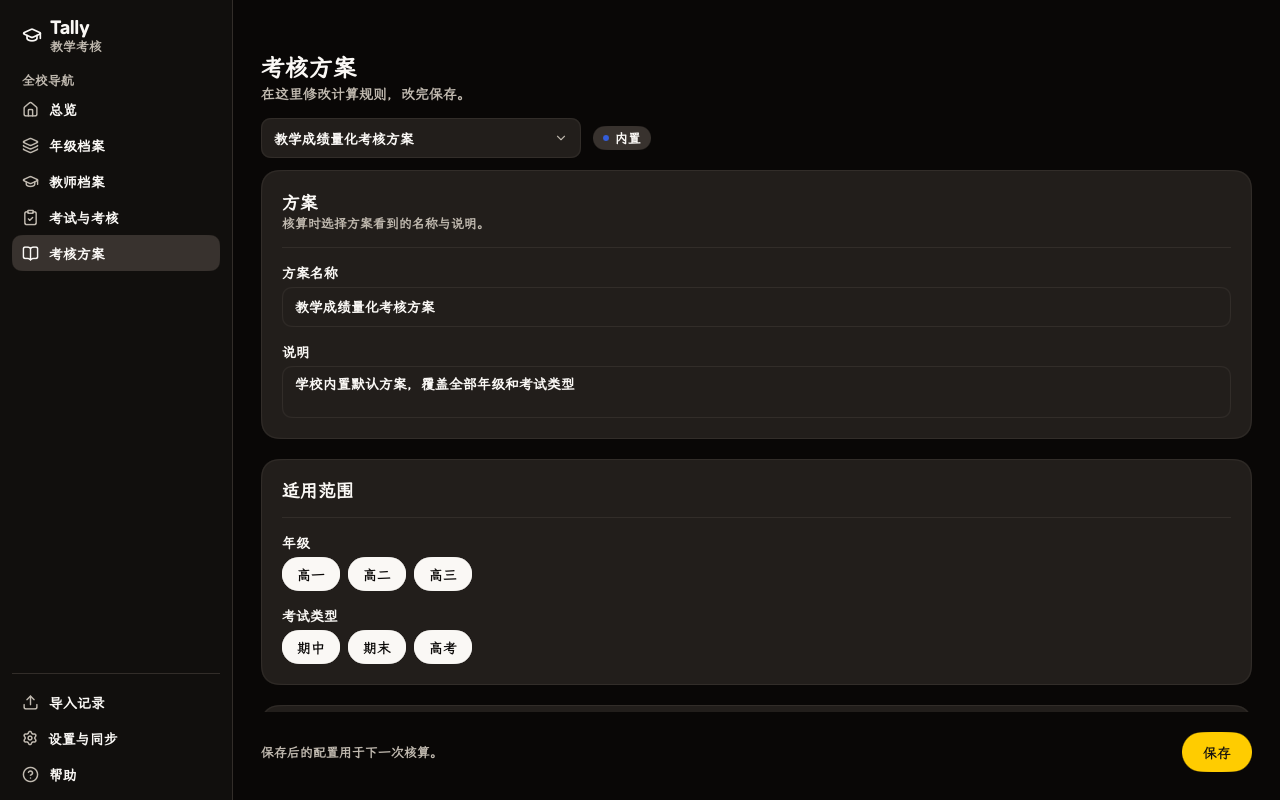 Tally
教学考核
全校导航
总览
年级档案
教师档案
考试与考核
考核方案
导入记录
设置与同步
帮助
考核方案
在这里修改计算规则，改完保存。
教学成绩量化考核方案
内置
方案
核算时选择方案看到的名称与说明。
方案名称
教学成绩量化考核方案
说明
学校内置默认方案，覆盖全部年级和考试类型
适用范围
年级
高一 高二 高三
考试类型
期中 期末 高考
保存后的配置用于下一次核算。
保存